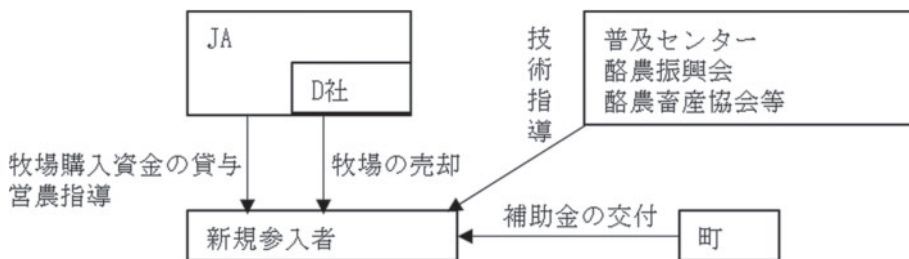 JA
D社
技術指導
普及センター
酪農振興会
酪農畜産協会等
牧場購入資金の貸与
営農指導
牧場の売却
補助金の交付
新規参入者
町